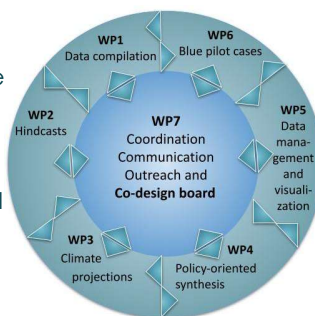 WP1
Data compilation
WP6
Blue pilot cases
WP2
Hindcasts
WP7
Coordination
Communication
Outreach and
Co-design board
WP5
Data
mana-
gement
and
visuali-
zation
WP3
Climate
projections
WP4
Policy-oriented
synthesis